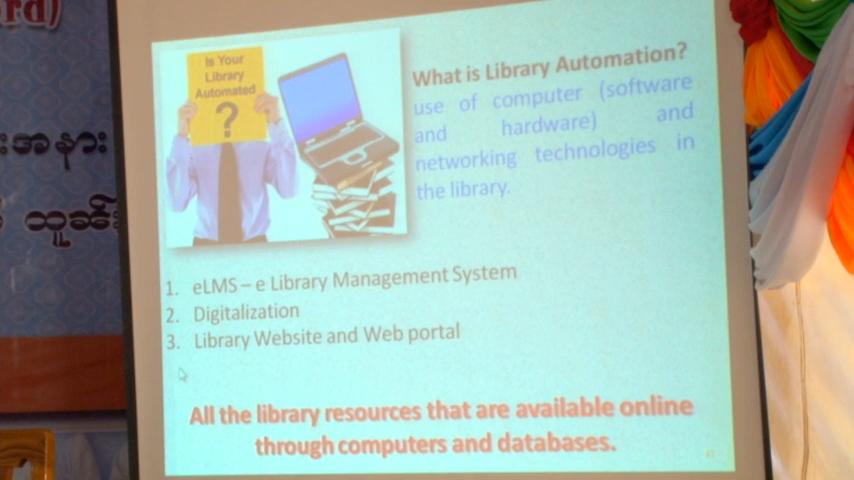 rd)
Is Your
Library
Automated
?
What is Library Automation?
use of computer (software
and hardware) and
networking technologies in
the library.
1. eLMS – e Library Management System
2. Digitalization
3. Library Website and Web portal
All the library resources that are available online
through computers and databases.